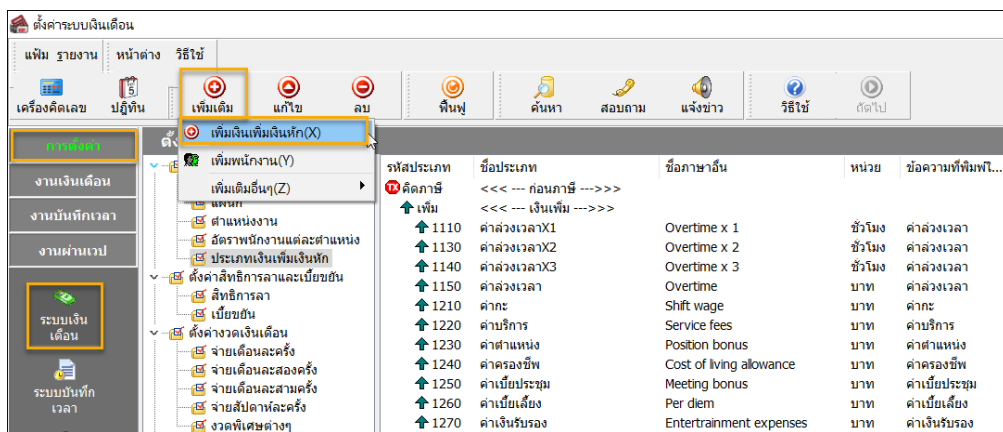 ตั้งค่าระบบเงินเดือน
แฟ้ม รายงาน หน้าต่าง วิธีใช้
เครื่องคิดเลข ปฏิทิน เพิ่มเติม แก้ไข ลบ ฟื้นฟู ค้นหา สอบถาม แจ้งข่าว วิธีใช้ ถัดไป
การตั้งค่า
งานเงินเดือน
งานบันทึกเวลา
งานผ่านเวป
ระบบเงิน
เดือน
ระบบบันทึก
เวลา
เพิ่มเงินเพิ่มเงินหัก(X)
เพิ่มพนักงาน(Y)
เพิ่มเติมอื่นๆ(Z)
แผนก
ตำแหน่งงาน
อัตราพนักงานแต่ละตำแหน่ง
ประเภทเงินเพิ่มเงินหัก
ตั้งค่าสิทธิการลาและเบี้ยขยัน
สิทธิการลา
เบี้ยขยัน
ตั้งค่างวดเงินเดือน
จ่ายเดือนละครั้ง
จ่ายเดือนละสองครั้ง
จ่ายเดือนละสามครั้ง
จ่ายสัปดาห์ละครั้ง
งวดพิเศษต่างๆ
รหัสประเภท ชื่อประเภท ชื่อภาษาอื่น หน่วย ข้อความที่พิมพ์ใ...
TX คิดภาษี <<< --- ก่อนภาษี --->>>
เพิ่ม <<< --- เงินเพิ่ม --->>>
1110 ค่าล่วงเวลาX1 Overtime x 1 ชั่วโมง ค่าล่วงเวลา
1130 ค่าล่วงเวลาX2 Overtime x 2 ชั่วโมง ค่าล่วงเวลา
1140 ค่าล่วงเวลาX3 Overtime x 3 ชั่วโมง ค่าล่วงเวลา
1150 ค่าล่วงเวลา Overtime บาท ค่าล่วงเวลา
1210 ค่ากะ Shift wage บาท ค่ากะ
1220 ค่าบริการ Service fees บาท ค่าบริการ
1230 ค่าตำแหน่ง Position bonus บาท ค่าตำแหน่ง
1240 ค่าครองชีพ Cost of living allowance บาท ค่าครองชีพ
1250 ค่าเบี้ยประชุม Meeting bonus บาท ค่าเบี้ยประชุม
1260 ค่าเบี้ยเลี้ยง Per diem บาท ค่าเบี้ยเลี้ยง
1270 ค่าเงินรับรอง Entertrainment expenses บาท ค่าเงินรับรอง